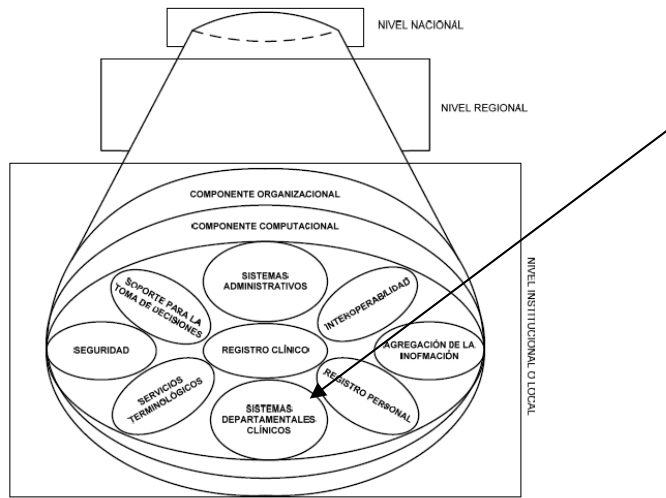 NIVEL NACIONAL
NIVEL REGIONAL
COMPONENTE ORGANIZACIONAL
COMPONENTE COMPUTACIONAL
SISTEMAS
ADMINISTRATIVOS
SOPORTE PARA LA
TOMA DE DECISIONES
INTEROPERABILIDAD
SEGURIDAD
REGISTRO CLÍNICO
AGREGACIÓN DE LA
INOFMACIÓN
SERVICIOS
TERMINOLÓGICOS
SISTEMAS
DEPARTAMENTALES
CLÍNICOS
REGISTRO PERSONAL
NIVEL INSTITUCIONAL O LOCAL